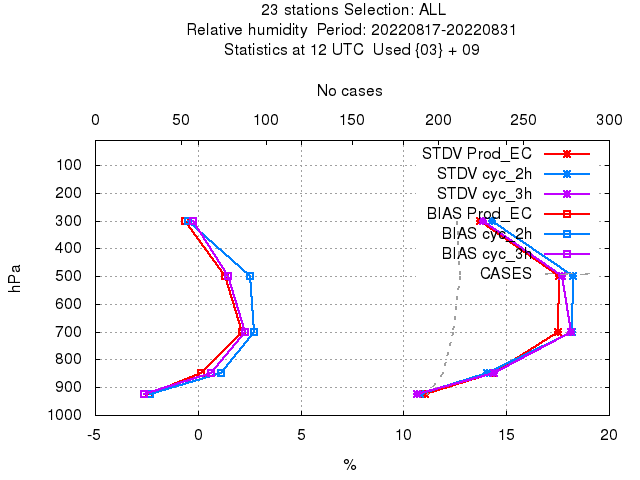 23 stations Selection: ALL
Relative humidity  Period: 20220817-20220831
Statistics at 12 UTC  Used {03} + 09
No cases
0 50 100 150 200 250 300
STDV Prod_EC
STDV cyc_2h
STDV cyc_3h
BIAS Prod_EC
BIAS cyc_2h
BIAS cyc_3h
CASES
hPa
100
200
300
400
500
600
700
800
900
1000
-5 0 5 10 15 20
%